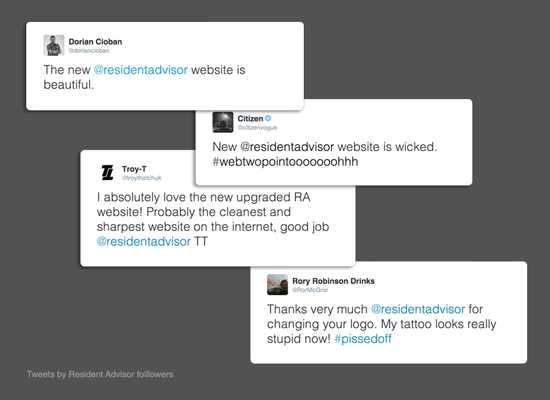 Dorian Cioban
@doriancioban
The new @residentadvisor website is
beautiful.
Citizen
@citizenvogue
New @residentadvisor website is wicked.
#webtwopointooooooohhh
Troy-T
@troythatchuk
I absolutely love the new upgraded RA
website! Probably the cleanest and
sharpest website on the internet, good job
@residentadvisor TT
Rory Robinson Drinks
@RorMcGror
Thanks very much @residentadvisor for
changing your logo. My tattoo looks really
stupid now! #pissedoff
Tweets by Resident Advisor followers